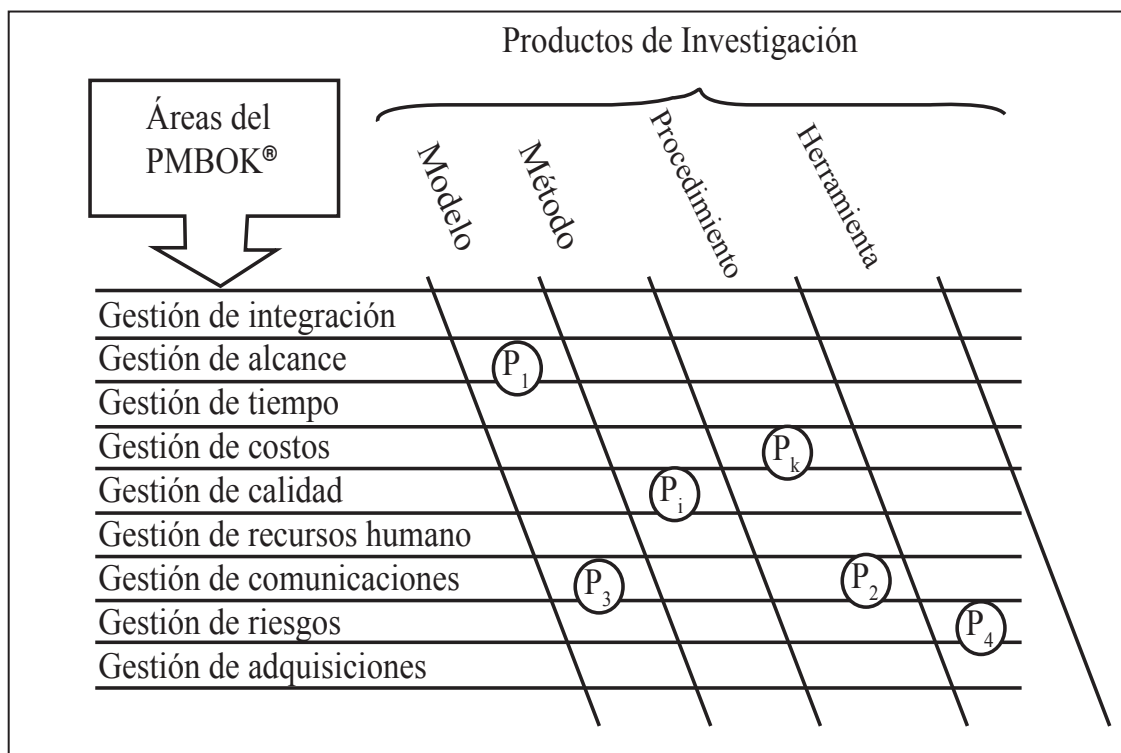 Productos de Investigación
Áreas del
PMBOK®
Modelo
Método
Procedimiento
Herramienta
Gestión de integración
Gestión de alcance
P1
Gestión de tiempo
Gestión de costos
Pk
Gestión de calidad
Pi
Gestión de recursos humano
Gestión de comunicaciones
P3
P2
Gestión de riesgos
P4
Gestión de adquisiciones